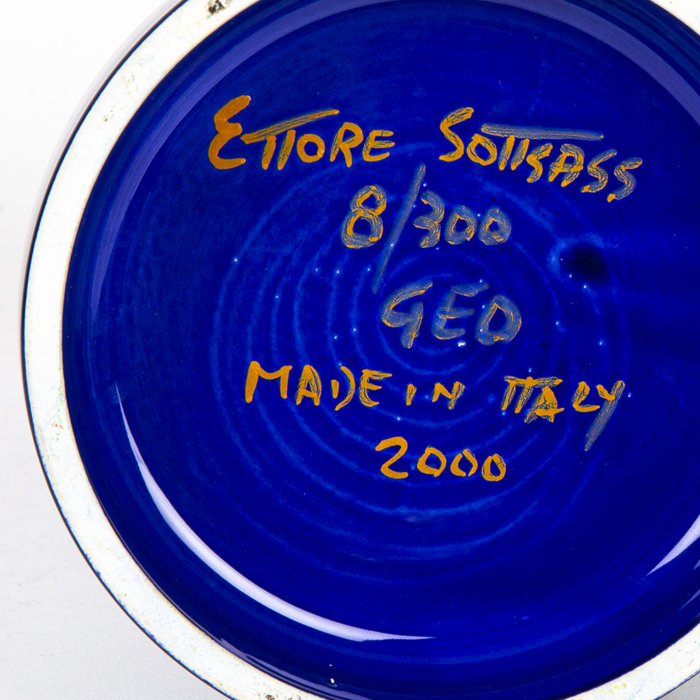 ETTORE SOTTSASS
8/300
GEO
MADE IN ITALY
2000